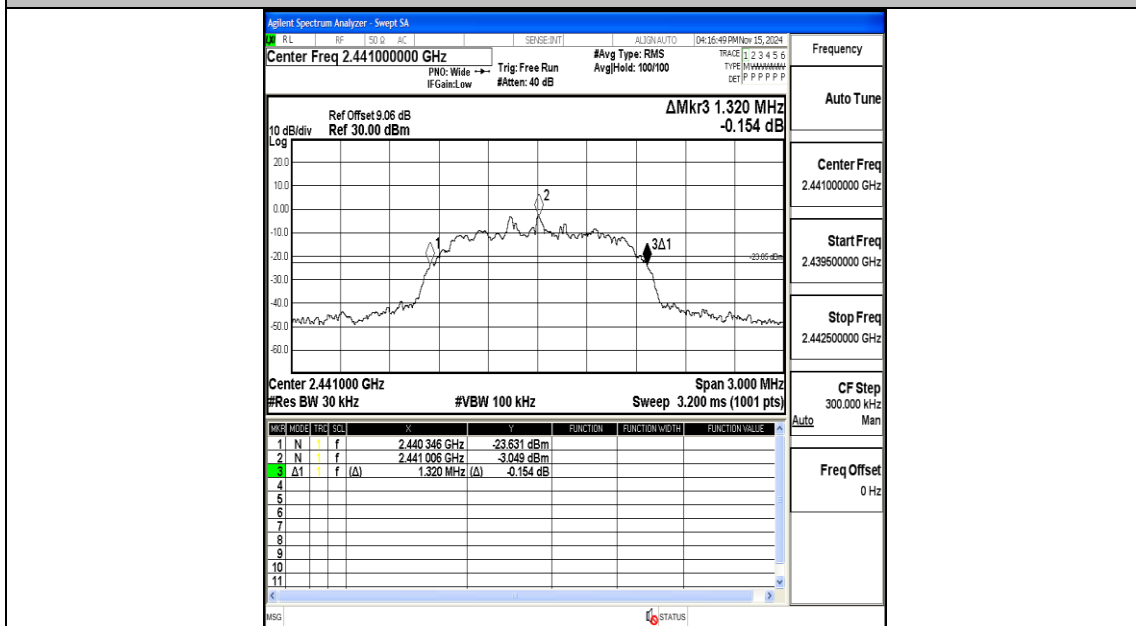 Agilent Spectrum Analyzer - Swept SA
RL RF 50 Ω AC SENSE:INT ALIGN AUTO 04:16:49 PM Nov 15, 2024
Center Freq 2.441000000 GHz
PNO: Wide
IFGain:Low
Trig: Free Run
#Atten: 40 dB
#Avg Type: RMS
Avg|Hold: 100/100
TRACE 1 2 3 4 5 6
TYPE MWWWWW
DET P P P P P P
Frequency
ΔMkr3 1.320 MHz
-0.154 dB
Ref Offset 9.06 dB
10 dB/div Ref 30.00 dBm
Log
20.0
10.0
0.00
-10.0
-20.0
-30.0
-40.0
-50.0
-60.0
1
2
3Δ1
Center 2.441000 GHz Span 3.000 MHz
#Res BW 30 kHz #VBW 100 kHz Sweep 3.200 ms (1001 pts)
MKR MODE TRC SCL X Y FUNCTION FUNCTION WIDTH FUNCTION VALUE
1 N 1 f 2.440 346 GHz -23.631 dBm
2 N 1 f 2.441 006 GHz -3.049 dBm
3 Δ1 1 f (Δ) 1.320 MHz (Δ) -0.154 dB
4
5
6
7
8
9
10
11
MSG STATUS
Auto Tune
Center Freq
2.441000000 GHz
Start Freq
2.439500000 GHz
Stop Freq
2.442500000 GHz
CF Step
300.000 kHz
Auto Man
Freq Offset
0 Hz